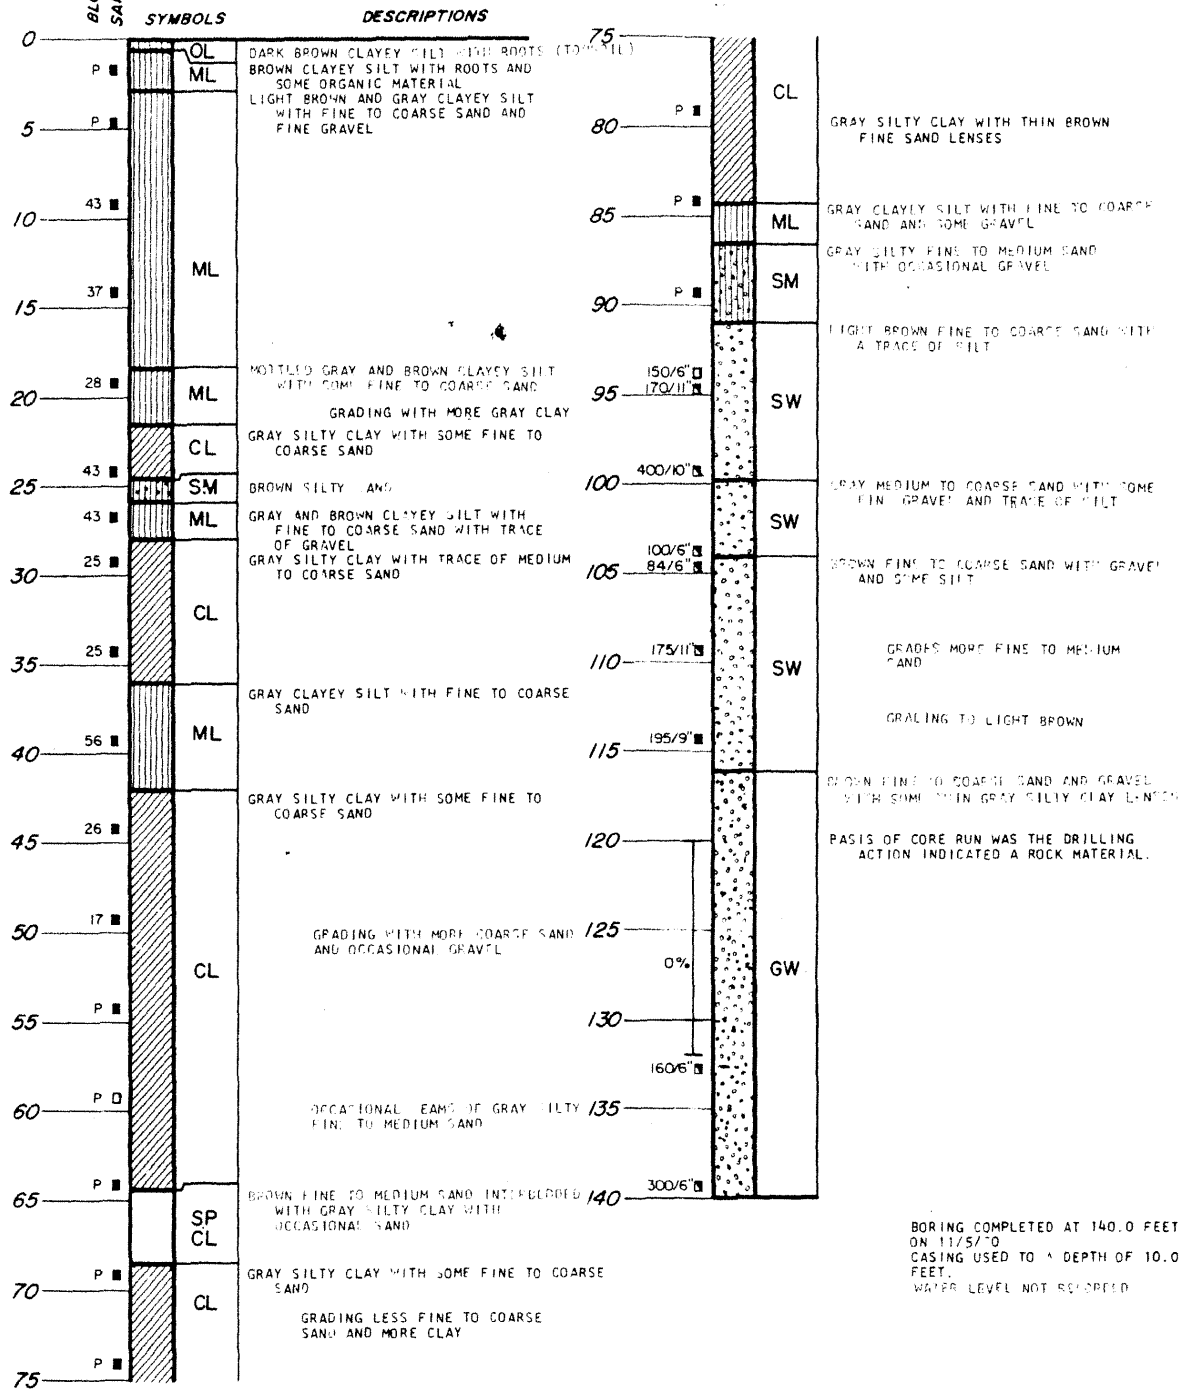 SYMBOLS
DESCRIPTIONS
0
OL
DARK BROWN CLAYEY SILT WITH ROOTS (TOPSOIL)
P
ML
BROWN CLAYEY SILT WITH ROOTS AND
SOME ORGANIC MATERIAL
LIGHT BROWN AND GRAY CLAYEY SILT
WITH FINE TO COARSE SAND AND
FINE GRAVEL
P
5
43
10
ML
37
15
MOTTLED GRAY AND BROWN CLAYEY SILT
WITH SOME FINE TO COARSE SAND
28
ML
20
GRADING WITH MORE GRAY CLAY
GRAY SILTY CLAY WITH SOME FINE TO
COARSE SAND
CL
43
25
SM
BROWN SILTY SAND
43
ML
GRAY AND BROWN CLAYEY SILT WITH
FINE TO COARSE SAND WITH TRACE
OF GRAVEL
GRAY SILTY CLAY WITH TRACE OF MEDIUM
TO COARSE SAND
25
30
CL
25
35
GRAY CLAYEY SILT WITH FINE TO COARSE
SAND
ML
56
40
GRAY SILTY CLAY WITH SOME FINE TO
COARSE SAND
26
45
17
50
GRADING WITH MORE COARSE SAND
AND OCCASIONAL GRAVEL
CL
P
55
P
60
OCCASIONAL SEAMS OF GRAY SILTY
FINE TO MEDIUM SAND
P
65
BROWN FINE TO MEDIUM SAND INTERBEDDED
WITH GRAY SILTY CLAY WITH
OCCASIONAL SAND
SP
CL
GRAY SILTY CLAY WITH SOME FINE TO COARSE
SAND
P
70
CL
GRADING LESS FINE TO COARSE
SAND AND MORE CLAY
P
75
75
CL
P
80
GRAY SILTY CLAY WITH THIN BROWN
FINE SAND LENSES
P
85
GRAY CLAYEY SILT WITH FINE TO COARSE
SAND AND SOME GRAVEL
ML
GRAY SILTY FINE TO MEDIUM SAND
WITH OCCASIONAL GRAVEL
SM
P
90
LIGHT BROWN FINE TO COARSE SAND WITH
A TRACE OF SILT
150/6"
170/11"
95
SW
400/10"
100
GRAY MEDIUM TO COARSE SAND WITH SOME
FINE GRAVEL AND TRACE OF SILT
SW
100/6"
84/6"
105
BROWN FINE TO COARSE SAND WITH GRAVEL
AND SOME SILT
175/11"
110
GRADES MORE FINE TO MEDIUM
SAND
SW
GRADING TO LIGHT BROWN
195/9"
115
BROWN FINE TO COARSE SAND AND GRAVEL
WITH SOME THIN GRAY SILTY CLAY LENSES
120
BASIS OF CORE RUN WAS THE DRILLING
ACTION INDICATED A ROCK MATERIAL.
125
0%
GW
130
160/6"
135
300/6"
140
BORING COMPLETED AT 140.0 FEET
ON
CASING USED TO A DEPTH OF 10.0
FEET.
WATER LEVEL NOT RECORDED